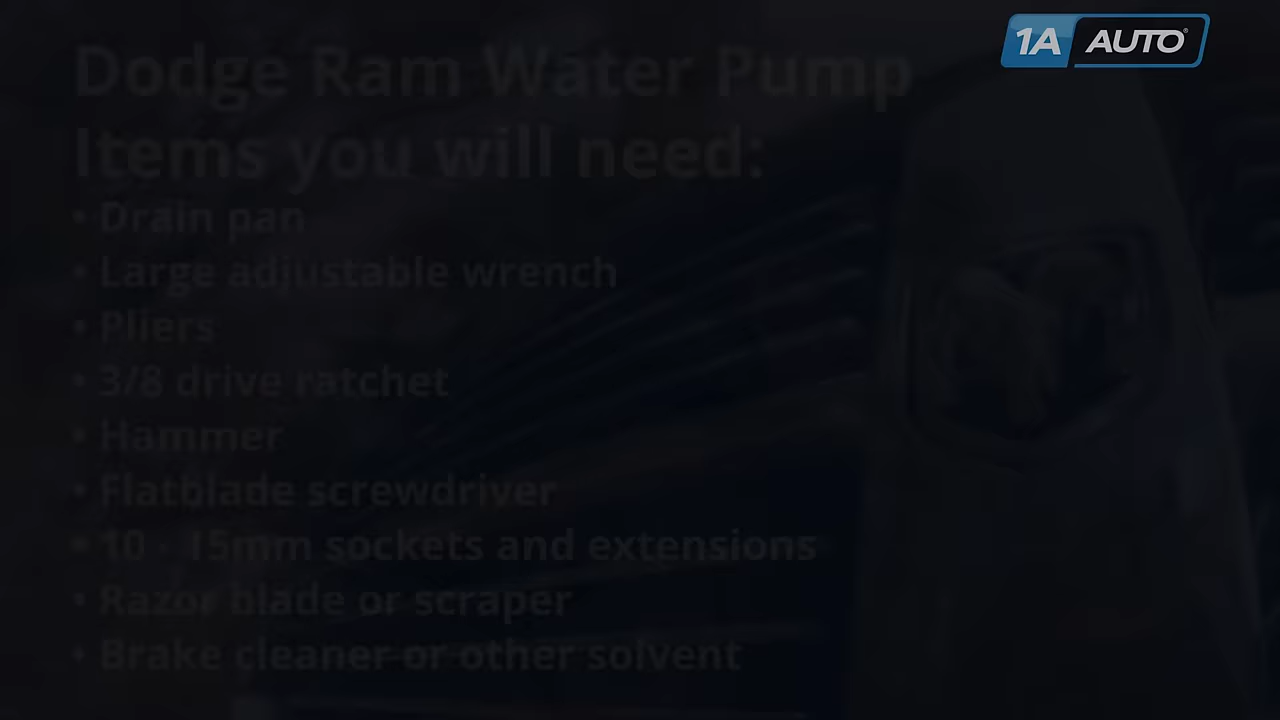 1A AUTO®
Dodge Ram Water Pump
Items you will need:
• Drain pan
• Large adjustable wrench
• Pliers
• 3/8 drive ratchet
• Hammer
• Flatblade screwdriver
• 10 - 15mm sockets and extensions
• Razor blade or scraper
• Brake cleaner or other solvent